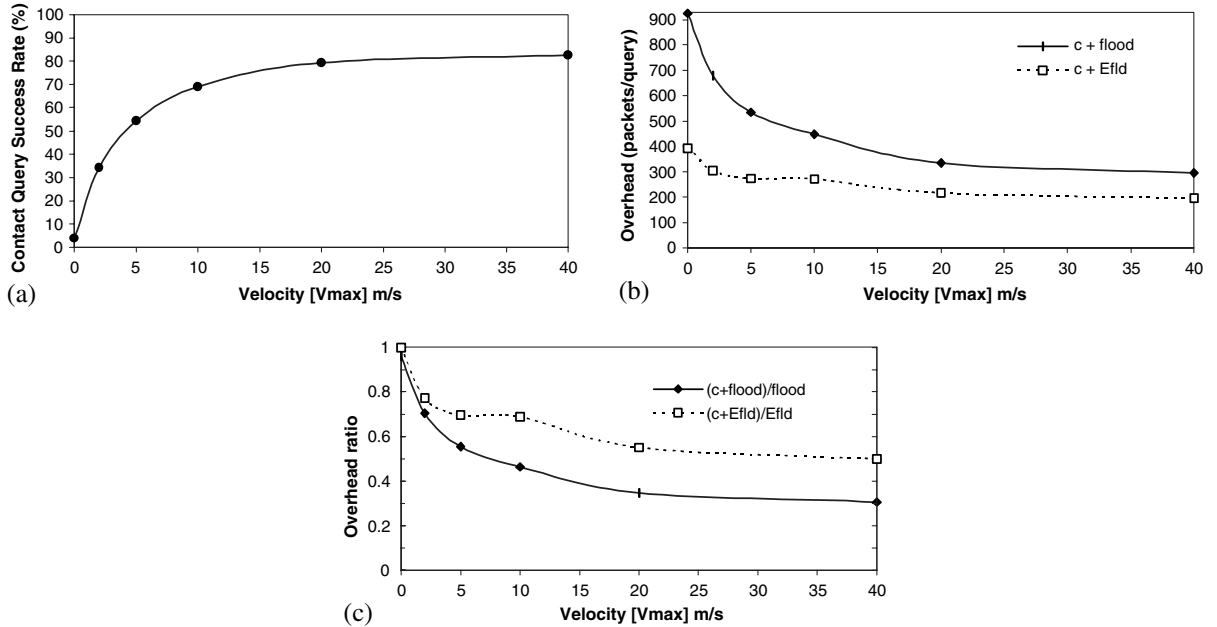 Contact Query Success Rate (%)
100
90
80
70
60
50
40
30
20
10
0
0 5 10 15 20 25 30 35 40
Velocity [Vmax] m/s
(a)
Overhead (packets/query)
900
800
700
600
500
400
300
200
100
0
c + flood
c + Efld
0 5 10 15 20 25 30 35 40
Velocity [Vmax] m/s
(b)
Overhead ratio
1
0.8
0.6
0.4
0.2
0
(c+flood)/flood
(c+Efld)/Efld
0 5 10 15 20 25 30 35 40
Velocity [Vmax] m/s
(c)